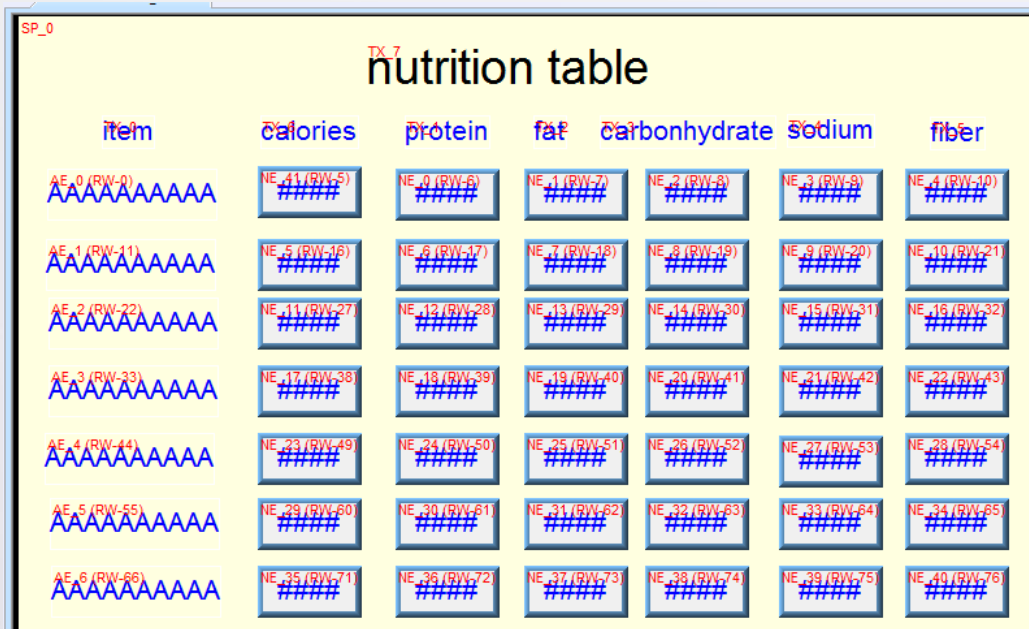 SP_0
TX_7
nutrition table
TX_0 TX_6 TX_1 TX_2 TX_3 TX_4 TX_5
item calories protein fat carbonhydrate sodium fiber
AE_0 (RW-0) NE_41 (RW-5) NE_0 (RW-6) NE_1 (RW-7) NE_2 (RW-8) NE_3 (RW-9) NE_4 (RW-10)
AAAAAAAAAA #### #### #### #### #### ####
AE_1 (RW-11) NE_5 (RW-16) NE_6 (RW-17) NE_7 (RW-18) NE_8 (RW-19) NE_9 (RW-20) NE_10 (RW-21)
AAAAAAAAAA #### #### #### #### #### ####
AE_2 (RW-22) NE_11 (RW-27) NE_12 (RW-28) NE_13 (RW-29) NE_14 (RW-30) NE_15 (RW-31) NE_16 (RW-32)
AAAAAAAAAA #### #### #### #### #### ####
AE_3 (RW-33) NE_17 (RW-38) NE_18 (RW-39) NE_19 (RW-40) NE_20 (RW-41) NE_21 (RW-42) NE_22 (RW-43)
AAAAAAAAAA #### #### #### #### #### ####
AE_4 (RW-44) NE_23 (RW-49) NE_24 (RW-50) NE_25 (RW-51) NE_26 (RW-52) NE_27 (RW-53) NE_28 (RW-54)
AAAAAAAAAA #### #### #### #### #### ####
AE_5 (RW-55) NE_29 (RW-60) NE_30 (RW-61) NE_31 (RW-62) NE_32 (RW-63) NE_33 (RW-64) NE_34 (RW-65)
AAAAAAAAAA #### #### #### #### #### ####
AE_6 (RW-66) NE_35 (RW-71) NE_36 (RW-72) NE_37 (RW-73) NE_38 (RW-74) NE_39 (RW-75) NE_40 (RW-76)
AAAAAAAAAA #### #### #### #### #### ####